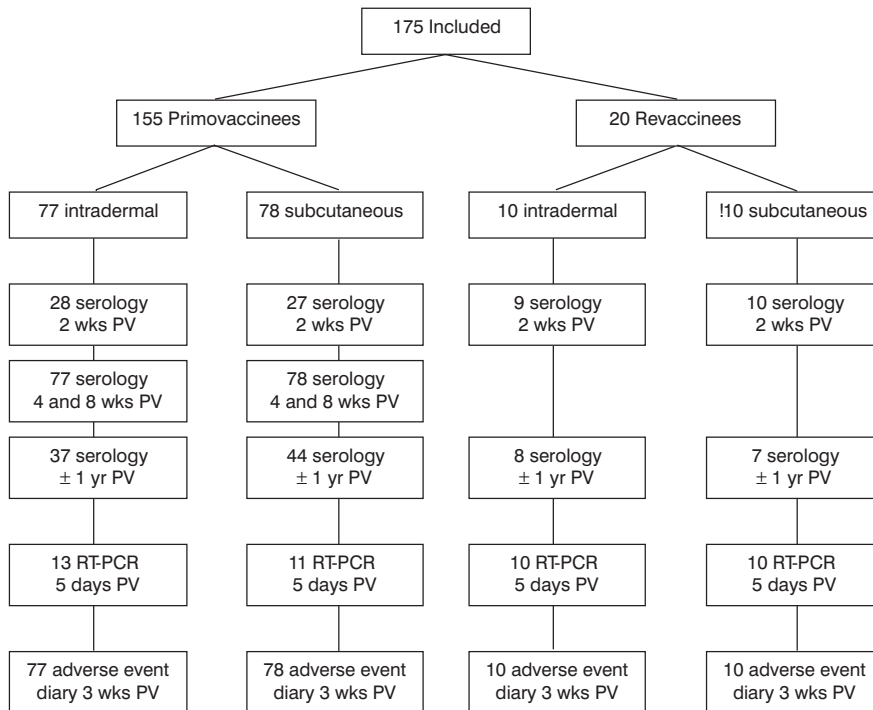 175 Included
155 Primovaccinees
20 Revaccinees
77 intradermal
78 subcutaneous
10 intradermal
!10 subcutaneous
28 serology
2 wks PV
27 serology
2 wks PV
9 serology
2 wks PV
10 serology
2 wks PV
77 serology
4 and 8 wks PV
78 serology
4 and 8 wks PV
37 serology
± 1 yr PV
44 serology
± 1 yr PV
8 serology
± 1 yr PV
7 serology
± 1 yr PV
13 RT-PCR
5 days PV
11 RT-PCR
5 days PV
10 RT-PCR
5 days PV
10 RT-PCR
5 days PV
77 adverse event
diary 3 wks PV
78 adverse event
diary 3 wks PV
10 adverse event
diary 3 wks PV
10 adverse event
diary 3 wks PV